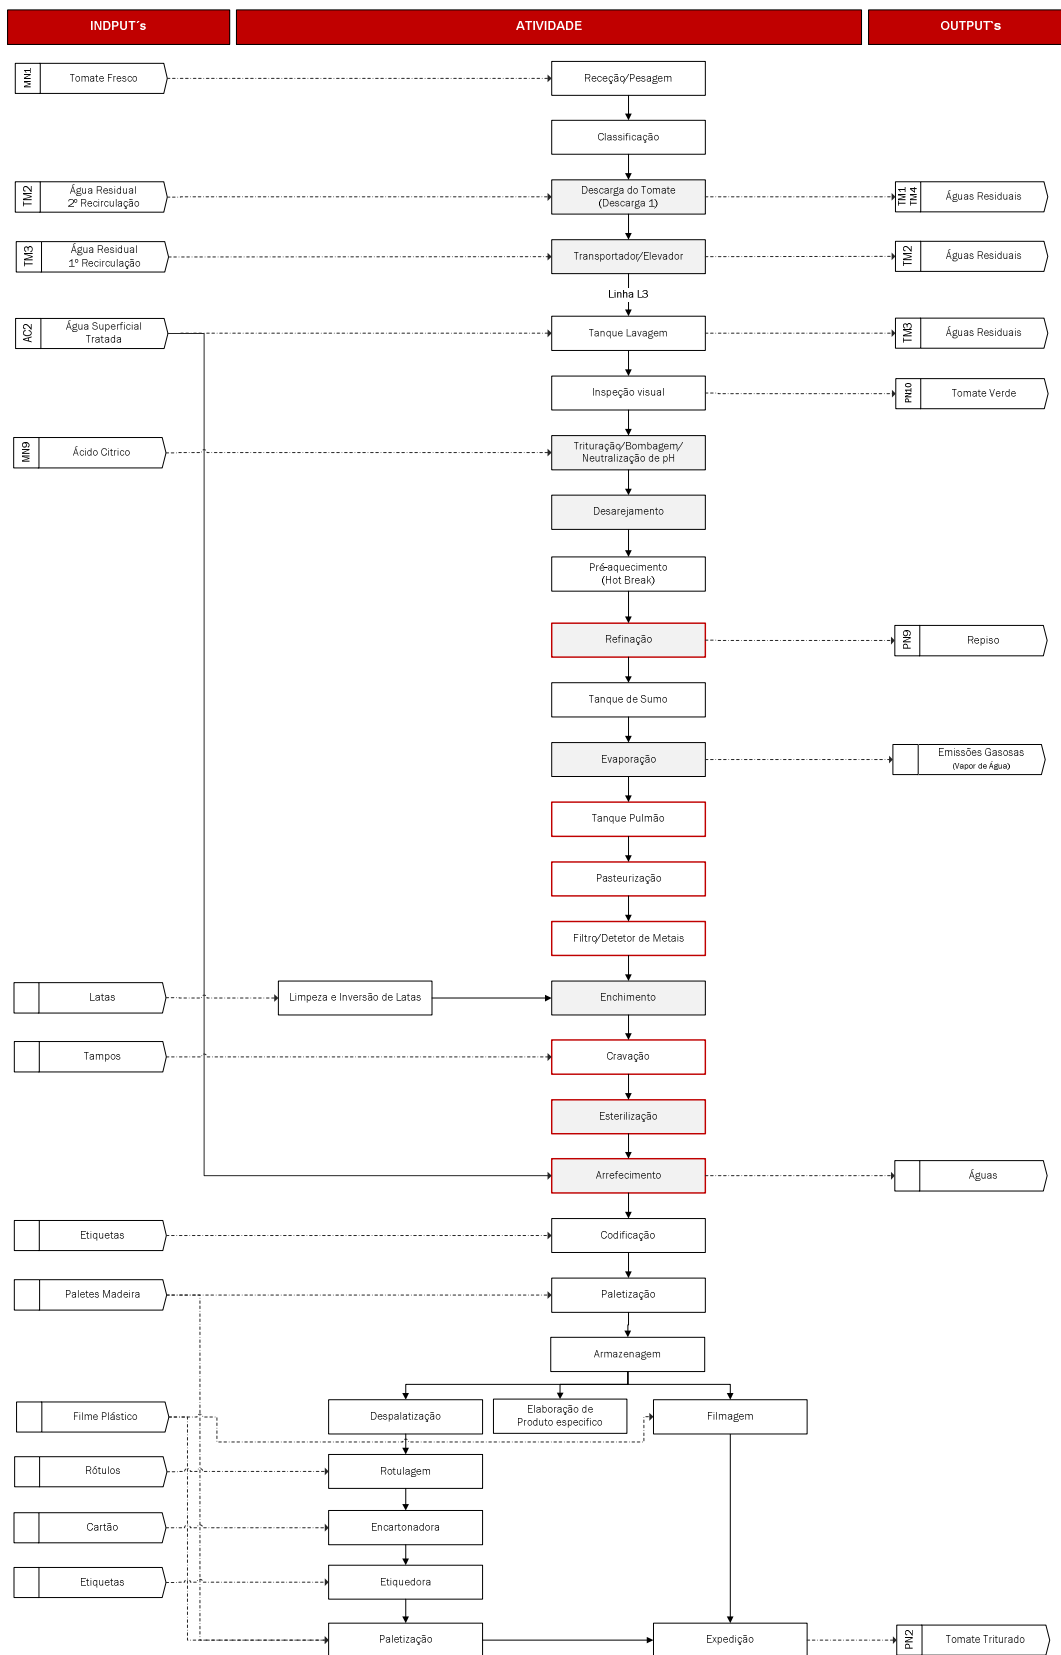 INDPUT´s
ATIVIDADE
OUTPUT`s
MN1
Tomate Fresco
Receção/Pesagem
Classificação
TM2
Água Residual
2º Recirculação
Descarga do Tomate
(Descarga 1)
TM1
TM4
Águas Residuais
TM3
Água Residual
1º Recirculação
Transportador/Elevador
TM2
Águas Residuais
Linha L3
AC2
Água Superficial
Tratada
Tanque Lavagem
TM3
Águas Residuais
Inspeção visual
PN10
Tomate Verde
MN9
Ácido Citrico
Trituração/Bombagem/
Neutralização de pH
Desarejamento
Pré-aquecimento
(Hot Break)
Refinação
PN9
Repiso
Tanque de Sumo
Evaporação
Emissões Gasosas
(Vapor de Água)
Tanque Pulmão
Pasteurização
Filtro/Detetor de Metais
Latas
Limpeza e Inversão de Latas
Enchimento
Tampos
Cravação
Esterilização
Arrefecimento
Águas
Etiquetas
Codificação
Paletes Madeira
Paletização
Armazenagem
Filme Plástico
Despalatização
Elaboração de
Produto especifico
Filmagem
Rótulos
Rotulagem
Cartão
Encartonadora
Etiquetas
Etiquedora
Paletização
Expedição
PN2
Tomate Triturado